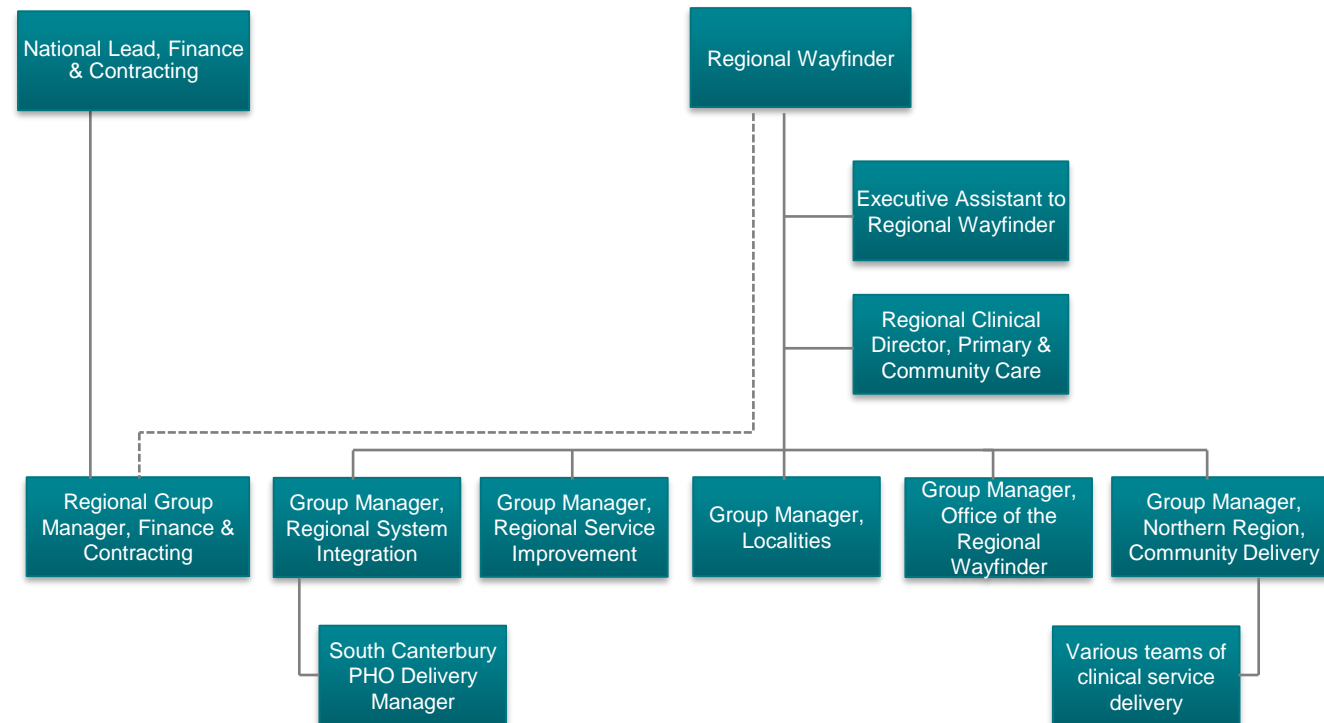 National Lead, Finance
& Contracting
Regional Wayfinder
Executive Assistant to
Regional Wayfinder
Regional Clinical
Director, Primary &
Community Care
Regional Group
Manager, Finance &
Contracting
Group Manager,
Regional System
Integration
Group Manager,
Regional Service
Improvement
Group Manager,
Localities
Group Manager,
Office of the
Regional
Wayfinder
Group Manager,
Northern Region,
Community Delivery
South Canterbury
PHO Delivery
Manager
Various teams of
clinical service
delivery